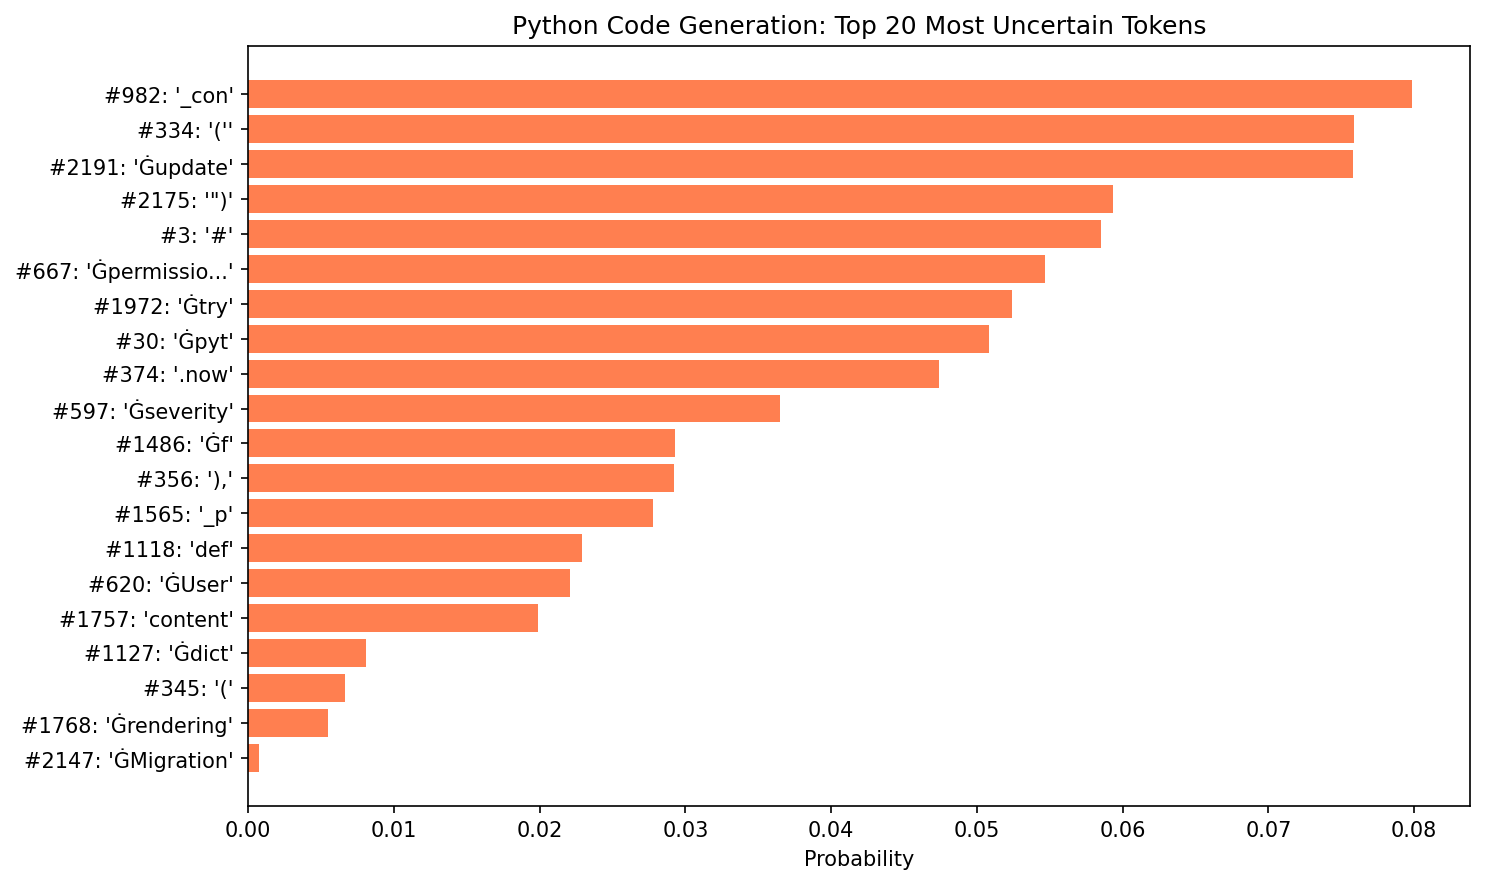 Python Code Generation: Top 20 Most Uncertain Tokens
#982: '_con'
#334: '(''
#2191: 'Ġupdate'
#2175: '")'
#3: '#'
#667: 'Ġpermissio...'
#1972: 'Ġtry'
#30: 'Ġpyt'
#374: '.now'
#597: 'Ġseverity'
#1486: 'Ġf'
#356: '),'
#1565: '_p'
#1118: 'def'
#620: 'ĠUser'
#1757: 'content'
#1127: 'Ġdict'
#345: '('
#1768: 'Ġrendering'
#2147: 'ĠMigration'
0.00 0.01 0.02 0.03 0.04 0.05 0.06 0.07 0.08
Probability